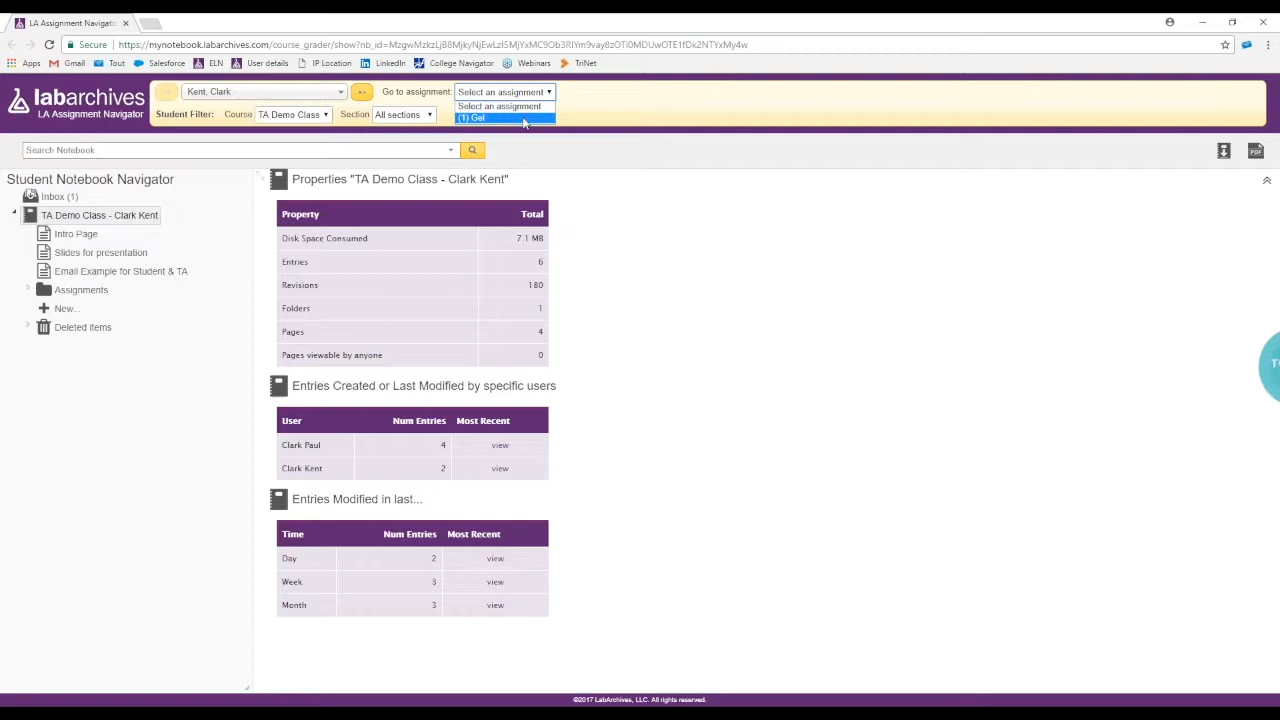 LA Assignment Navigato
Secure https://mynotebook.labarchives.com/course_grader/show?nb_id=
Apps Gmail Tout Salesforce ELN User details IP Location LinkedIn College Navigator Webinars TriNet
labarchives
LA Assignment Navigator
Kent, Clark Go to assignment: Select an assignment
Select an assignment
(1) Gel
Student Filter: Course TA Demo Class Section All sections
Search Notebook
PDF
Student Notebook Navigator
Inbox (1)
TA Demo Class - Clark Kent
Intro Page
Slides for presentation
Email Example for Student & TA
Assignments
New...
Deleted Items
Properties "TA Demo Class - Clark Kent"
Property Total
Disk Space Consumed 7.1 MB
Entries 6
Revisions 180
Folders 1
Pages 4
Pages viewable by anyone 0
Entries Created or Last Modified by specific users
User Num Entries Most Recent
Clark Paul 4 view
Clark Kent 2 view
Entries Modified in last...
Time Num Entries Most Recent
Day 2 view
Week 3 view
Month 3 view
©2017 LabArchives, LLC. All rights reserved.